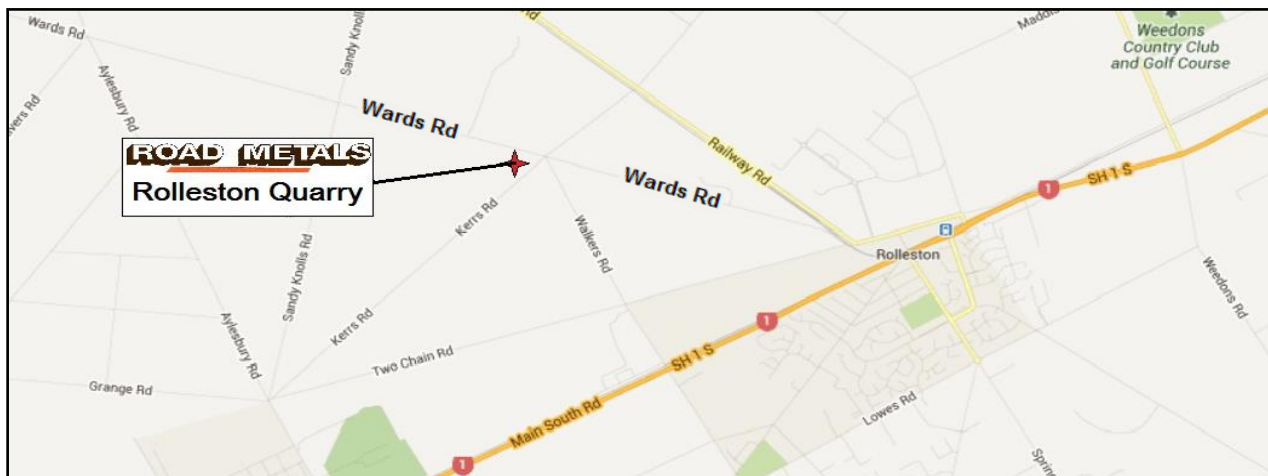 Wards Rd
Sandy Knolls Rd
Weedons
Country Club
and Golf Course
Aylesbury Rd
Wards Rd
ROAD METALS
Rolleston Quarry
Railway Rd
Wards Rd
SH 1 S
1
Kerrs Rd
Walkers Rd
Rolleston
Sandy Knolls Rd
Weedons Rd
Aylesbury Rd
Kerrs Rd
1
Two Chain Rd
SH 1 S
Grange Rd
Lowes Rd
Main South Rd
1